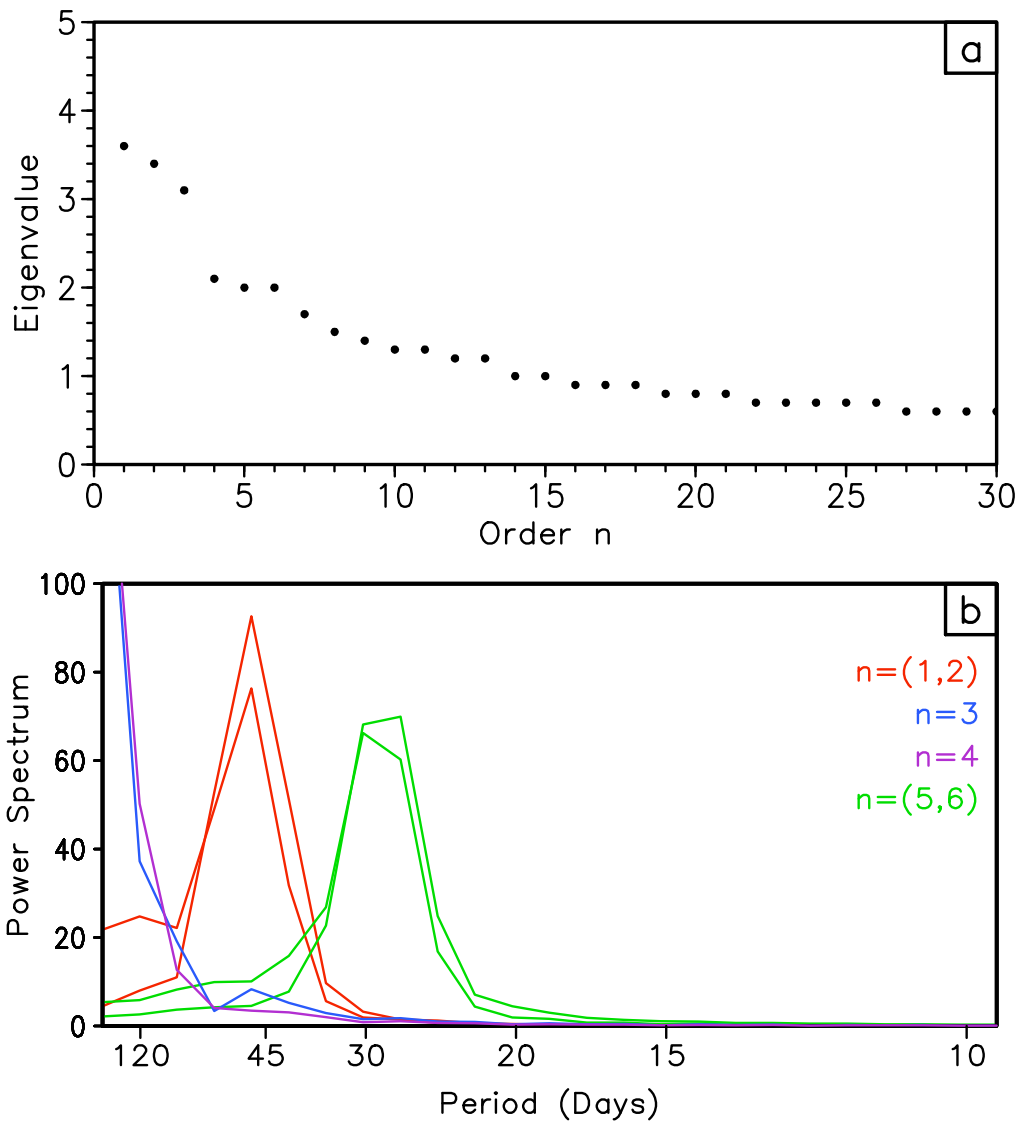 a
5
4
3
2
1
0
Eigenvalue
0 5 10 15 20 25 30
Order n
b
100
80
60
40
20
0
Power Spectrum
n=(1,2)
n=3
n=4
n=(5,6)
120 45 30 20 15 10
Period (Days)